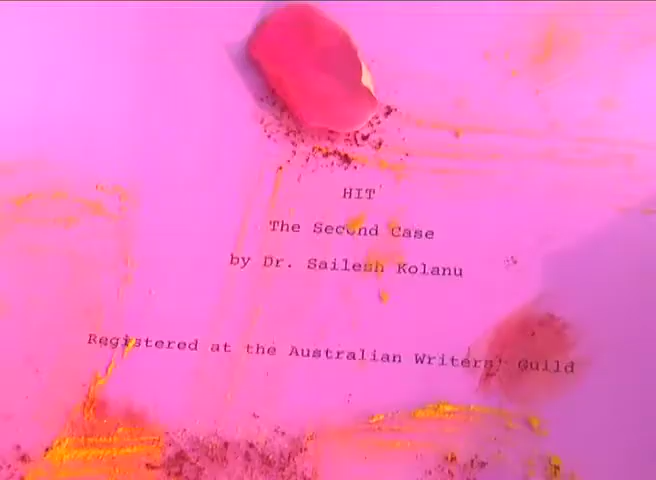 HIT
The Second Case
by Dr. Sailesh Kolanu
Registered at the Australian Writers' Guild